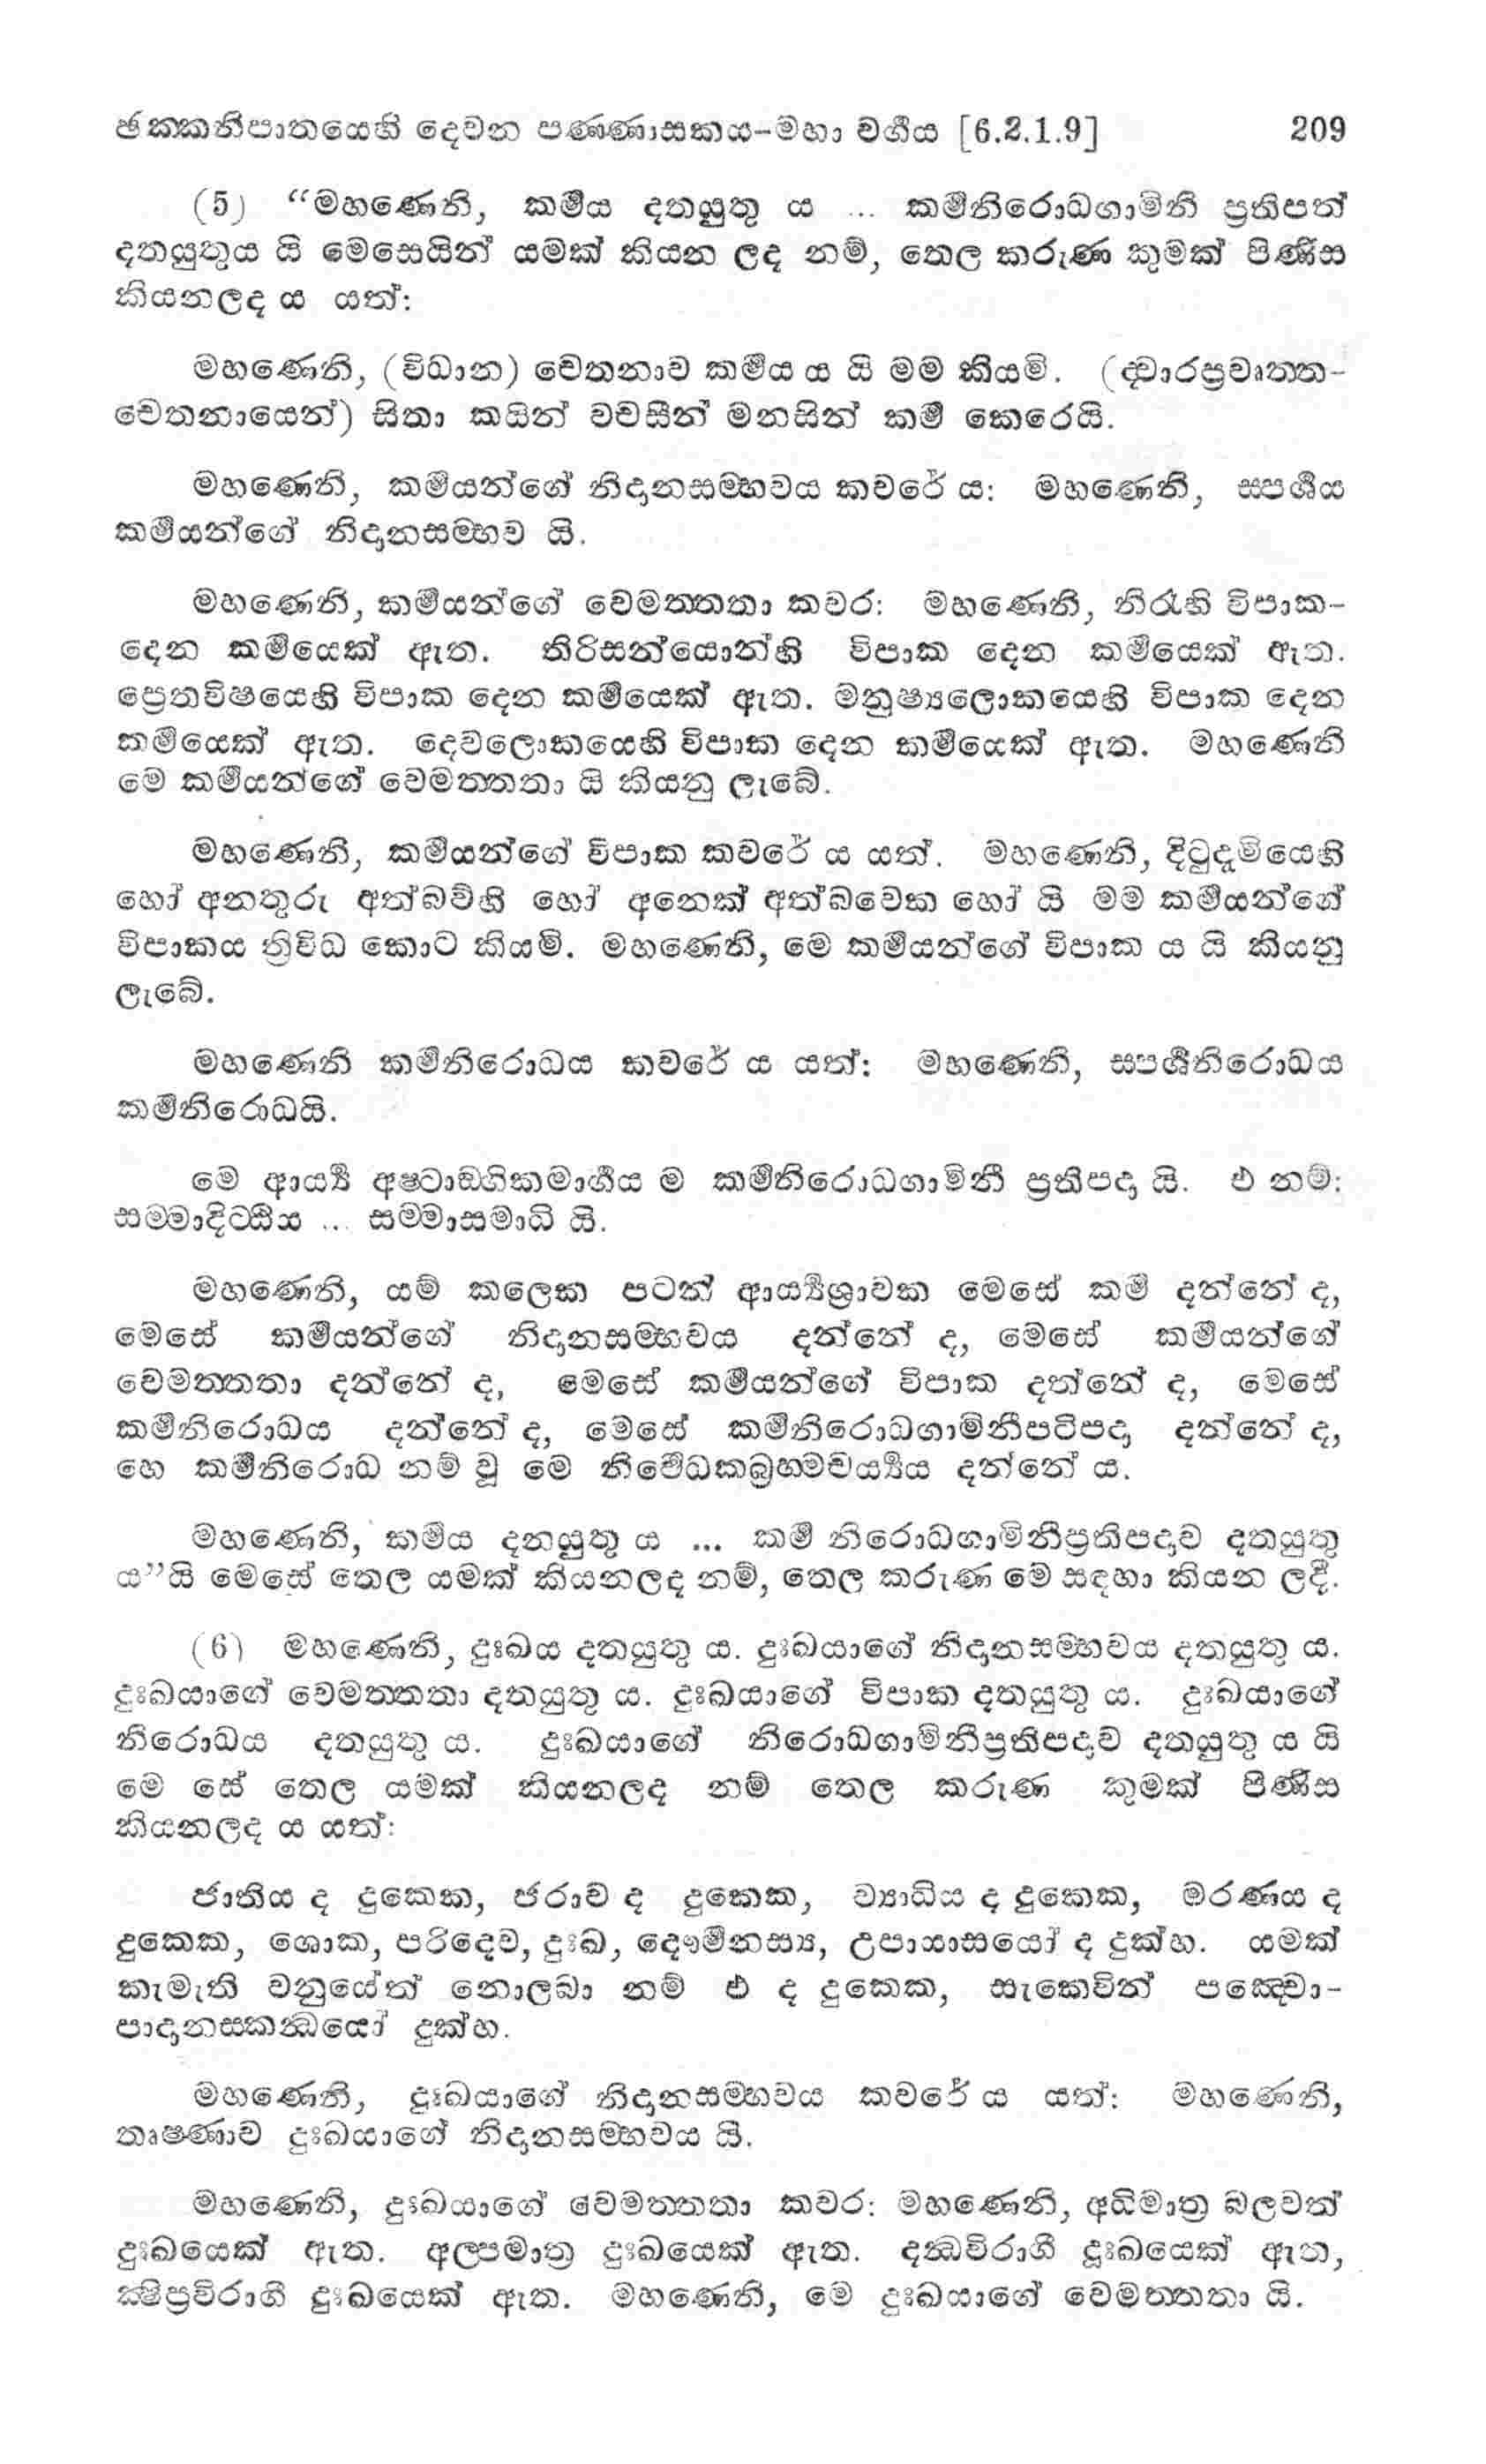 ඡක්කනිපාතයෙහි දෙවන පණ්ණාසකය-මහා වර්‍ගය [6.2.1.9] 209
(5) “මහණෙනි, කර්‍මය දතයුතු ය ... කර්‍මනිරොධගාමිනී ප්‍රතිපත්
දතයුතුය යි මෙසෙයින් යමක් කියන ලද නම්, තෙල කරුණ කුමක් පිණිස
කියනලද ය යත්:
මහණෙනි, (විධාන) චෙතනාව කර්‍මය ය යි මම කියමි. (ද්වාරප්‍රවෘත්ත-
චෙතනායෙන්) සිතා කයින් වචසින් මනසින් කර්‍ම කෙරෙයි.
මහණෙනි, කර්‍මයන්ගේ නිදානසම්භවය කවරේ ය: මහණෙනි, ස්පර්‍ශය
කර්‍මයන්ගේ නිදානසම්භව යි.
මහණෙනි, කර්‍මයන්ගේ වෙමත්තතා කවර: මහණෙනි, නිරැහි විපාක-
දෙන කර්‍මයෙක් ඇත. තිරිසන්යොන්හි විපාක දෙන කර්‍මයෙක් ඇත.
ප්‍රෙතවිෂයෙහි විපාක දෙන කර්‍මයෙක් ඇත. මනුෂ්‍යලොකයෙහි විපාක දෙන
කර්‍මයෙක් ඇත. දෙවලොකයෙහි විපාක දෙන කර්‍මයෙක් ඇත. මහණෙනි
මෙ කර්‍මයන්ගේ වෙමත්තතා යි කියනු ලැබේ.
මහණෙනි, කර්‍මයන්ගේ විපාක කවරේ ය යත්. මහණෙනි, දිටුදැමියෙහි
හෝ අනතුරු අත්බව්හි හෝ අනෙක් අත්බවෙක හෝ යි මම කර්‍මයන්ගේ
විපාකය ත්‍රිවිධ කොට කියමි. මහණෙනි, මෙ කර්‍මයන්ගේ විපාක ය යි කියනු
ලැබේ.
මහණෙනි කර්‍මනිරොධය කවරේ ය යත්: මහණෙනි, ස්පර්‍ශනිරොධය
කර්‍මනිරොධයි.
මෙ ආර්‍ය්‍ය අෂ්ටාඞ්ගිකමාර්‍ගය ම කර්‍මනිරොධගාමිනී ප්‍රතිපදා යි. එ නම්:
සම්මාදිට්ඨිය ... සම්මාසමාධි යි.
මහණෙනි, යම් කලෙක පටන් ආර්‍ය්‍යශ්‍රාවක මෙසේ කර්‍ම දන්නේ ද,
මෙසේ කර්‍මයන්ගේ නිදානසම්භවය දන්නේ ද, මෙසේ කර්‍මයන්ගේ
වෙමත්තතා දන්නේ ද, මෙසේ කර්‍මයන්ගේ විපාක දන්නේ ද, මෙසේ
කර්‍මනිරොධය දන්නේ ද, මෙසේ කර්‍මනිරොධගාමිනීපටිපදා දන්නේ ද,
හෙ කර්‍මනිරොධ නම් වූ මෙ නිර්‍වෙධකබ්‍රහ්මචර්‍ය්‍යය දන්නේ ය.
මහණෙනි, කර්‍මය දතයුතු ය ... කර්‍ම නිරොධගාමිනීප්‍රතිපදාව දතයුතු
ය”යි මෙසේ තෙල යමක් කියනලද නම්, තෙල කරුණ මෙ සඳහා කියන ලදි.
(6) මහණෙනි, දුඃඛය දතයුතු ය. දුඃඛයාගේ නිදානසම්භවය දතයුතු ය.
දුඃඛයාගේ වෙමත්තතා දතයුතු ය. දුඃඛයාගේ විපාක දතයුතු ය. දුඃඛයාගේ
නිරොධය දතයුතු ය. දුඃඛයාගේ නිරොධගාමිනීප්‍රතිපදාව දතයුතු ය යි
මෙ සේ තෙල යමක් කියනලද නම් තෙල කරුණ කුමක් පිණිස
කියනලද ය යත්:
ජාතිය ද දුකෙක, ජරාව ද දුකෙක, ව්‍යාධිය ද දුකෙක, මරණය ද
දුකෙක, ශොක, පරිදෙව, දුඃඛ, දෞර්‍මනස්‍ය, උපායාසයෝ ද දුක්හ. යමක්
කැමැති වනුයේත් නොලබා නම් එ ද දුකෙක, සැකෙවින් පඤ්චො-
පාදානස්කන්‍ධයෝ දුක්හ.
මහණෙනි, දුඃඛයාගේ නිදානසම්භවය කවරේ ය යත්: මහණෙනි,
තෘෂ්ණාව දුඃඛයාගේ නිදානසම්භවය යි.
මහණෙනි, දුඃඛයාගේ වෙමත්තතා කවර: මහණෙනි, අධිමාත්‍ර බලවත්
දුඃඛයෙක් ඇත. අල්පමාත්‍ර දුඃඛයෙක් ඇත. දන්‍ධවිරාගී දුඃඛයෙක් ඇත,
ක්‍ෂිප්‍රවිරාගී දුඃඛයෙක් ඇත. මහණෙනි, මෙ දුඃඛයාගේ වෙමත්තතා යි.